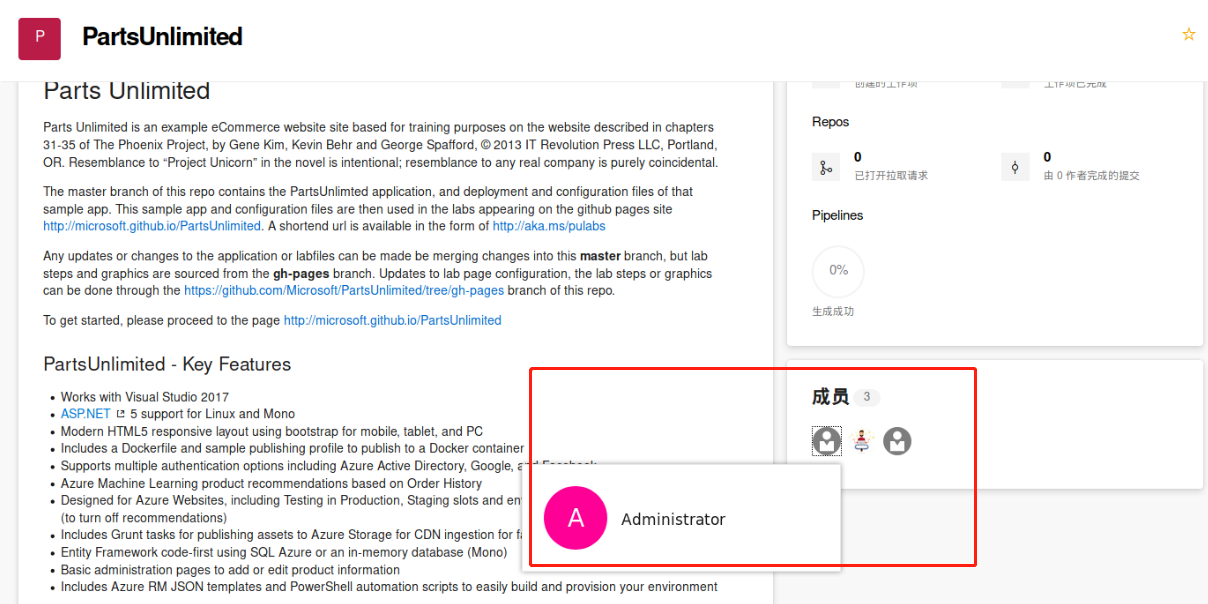 P
PartsUnlimited
Parts Unlimited
Parts Unlimited is an example eCommerce website site based for training purposes on the website described in chapters
31-35 of The Phoenix Project, by Gene Kim, Kevin Behr and George Spafford, © 2013 IT Revolution Press LLC, Portland,
OR. Resemblance to “Project Unicorn” in the novel is intentional; resemblance to any real company is purely coincidental.
The master branch of this repo contains the PartsUnlimted application, and deployment and configuration files of that
sample app. This sample app and configuration files are then used in the labs appearing on the github pages site
http://microsoft.github.io/PartsUnlimited. A shortend url is available in the form of http://aka.ms/pulabs
Any updates or changes to the application or labfiles can be made be merging changes into this master branch, but lab
steps and graphics are sourced from the gh-pages branch. Updates to lab page configuration, the lab steps or graphics
can be done through the https://github.com/Microsoft/PartsUnlimited/tree/gh-pages branch of this repo.
To get started, please proceed to the page http://microsoft.github.io/PartsUnlimited
PartsUnlimited - Key Features
Works with Visual Studio 2017
ASP.NET 5 support for Linux and Mono
Modern HTML5 responsive layout using bootstrap for mobile, tablet, and PC
Includes a Dockerfile and sample publishing profile to publish to a Docker container
Supports multiple authentication options including Azure Active Directory, Google, and Facebook
Azure Machine Learning product recommendations based on Order History
Designed for Azure Websites, including Testing in Production, Staging slots and en
(to turn off recommendations)
Includes Grunt tasks for publishing assets to Azure Storage for CDN ingestion for fa
Entity Framework code-first using SQL Azure or an in-memory database (Mono)
Basic administration pages to add or edit product information
Includes Azure RM JSON templates and PowerShell automation scripts to easily build and provision your environment
创建的工作项
工作项已完成
Repos
0
已打开拉取请求
0
由 0 作者完成的提交
Pipelines
0%
生成成功
成员 3
A
Administrator